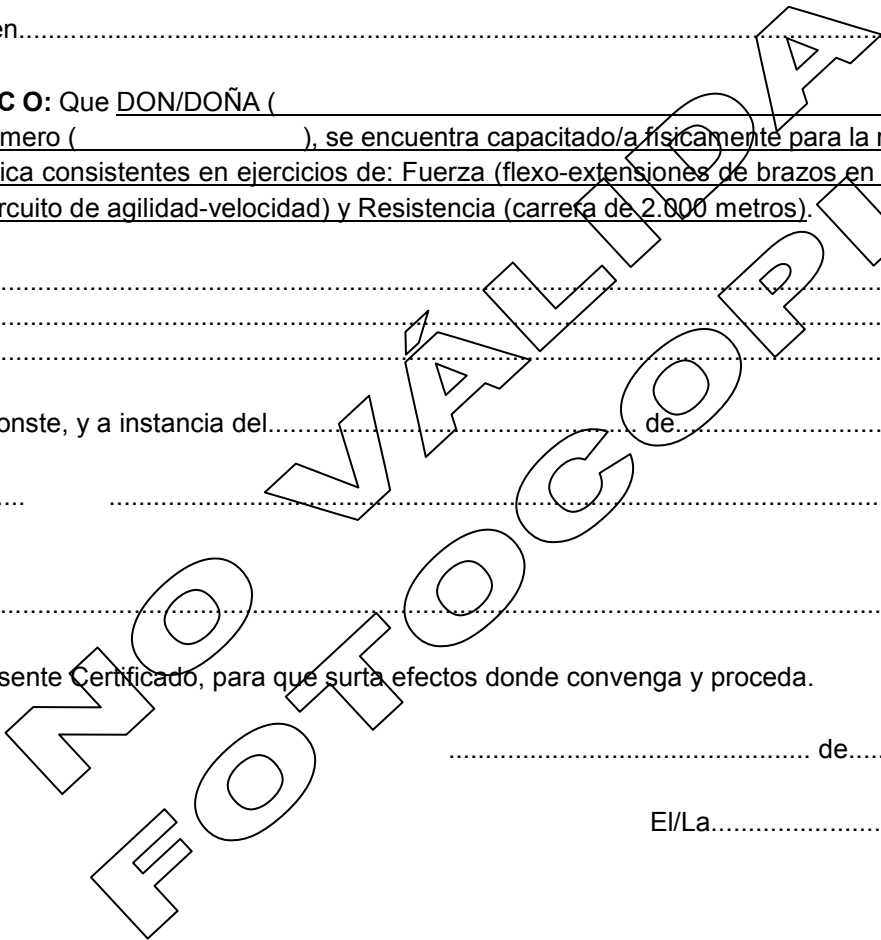 en....................................................................................................................
C O: Que DON/DOÑA (
mero ( ), se encuentra capacitado/a físicamente para la
ica consistentes en ejercicios de: Fuerza (flexo-extensiones de brazos en
rcuito de agilidad-velocidad) y Resistencia (carrera de 2.000 metros).
......................................................................................................................
......................................................................................................................
......................................................................................................................
onste, y a instancia del................................................. de...........................
.... ......................................................................................................
......................................................................................................................
sente Certificado, para que surta efectos donde convenga y proceda.
................................................ de.....
El/La.......................
NO VÁLIDA
FOTOCOPI